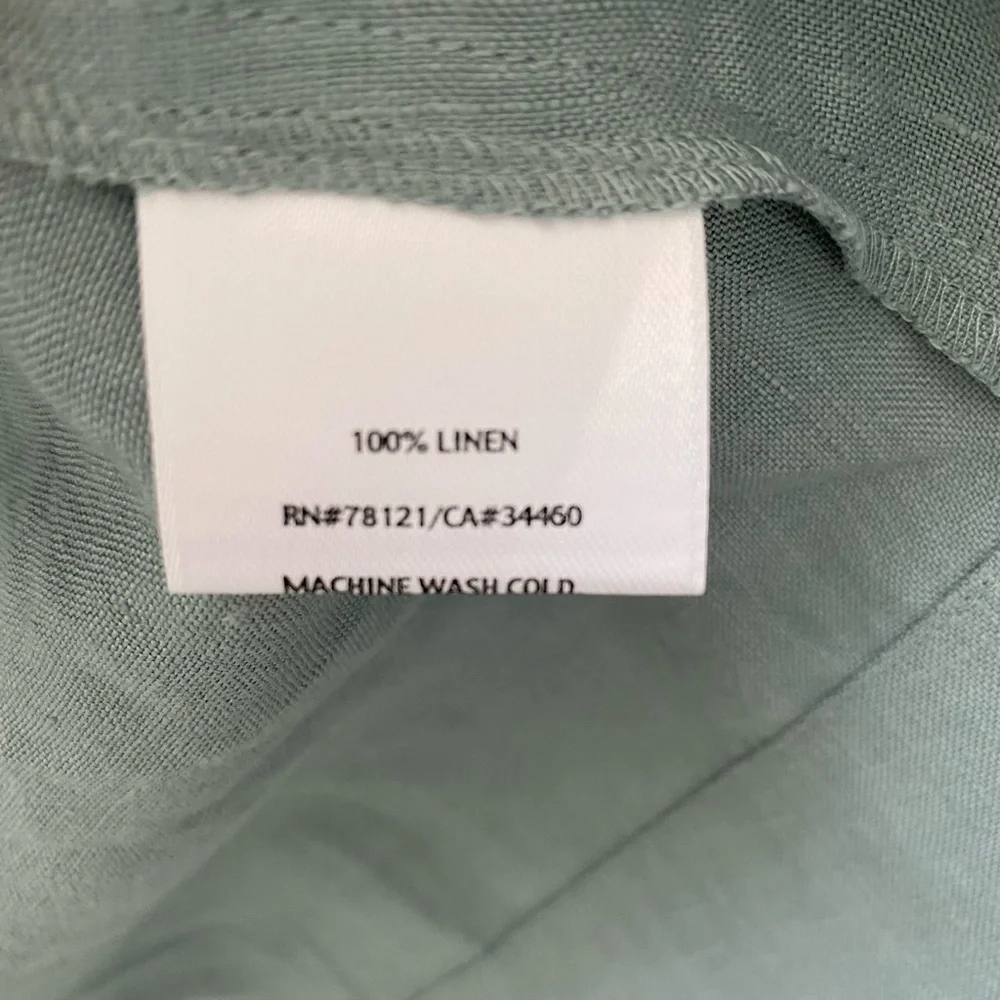 100% LINEN
RN#78121/CA#34460
MACHINE WASH COLD